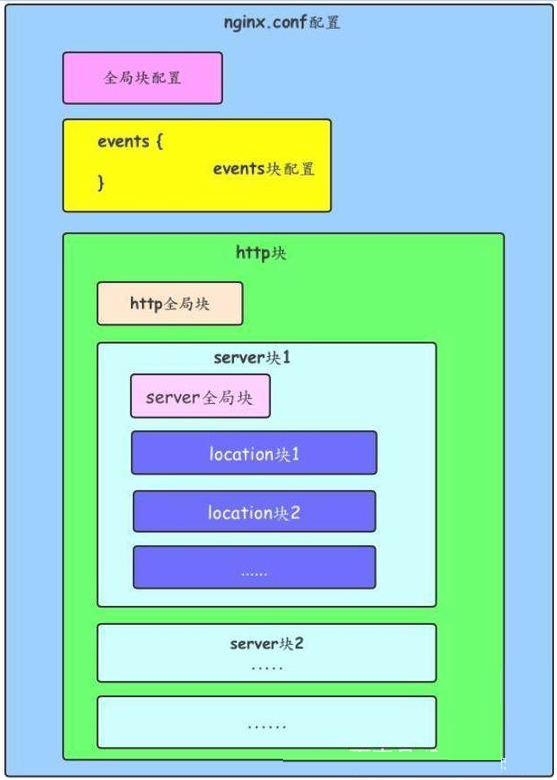 nginx.conf配置
全局块配置
events {
events块配置
}
http块
http全局块
server块1
server全局块
location块1
location块2
......
server块2
.....
......